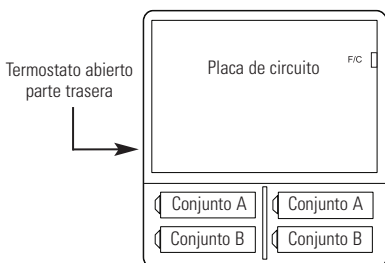 Termostato abierto
parte trasera
Placa de circuito
F/C
Conjunto A
Conjunto A
Conjunto B
Conjunto B